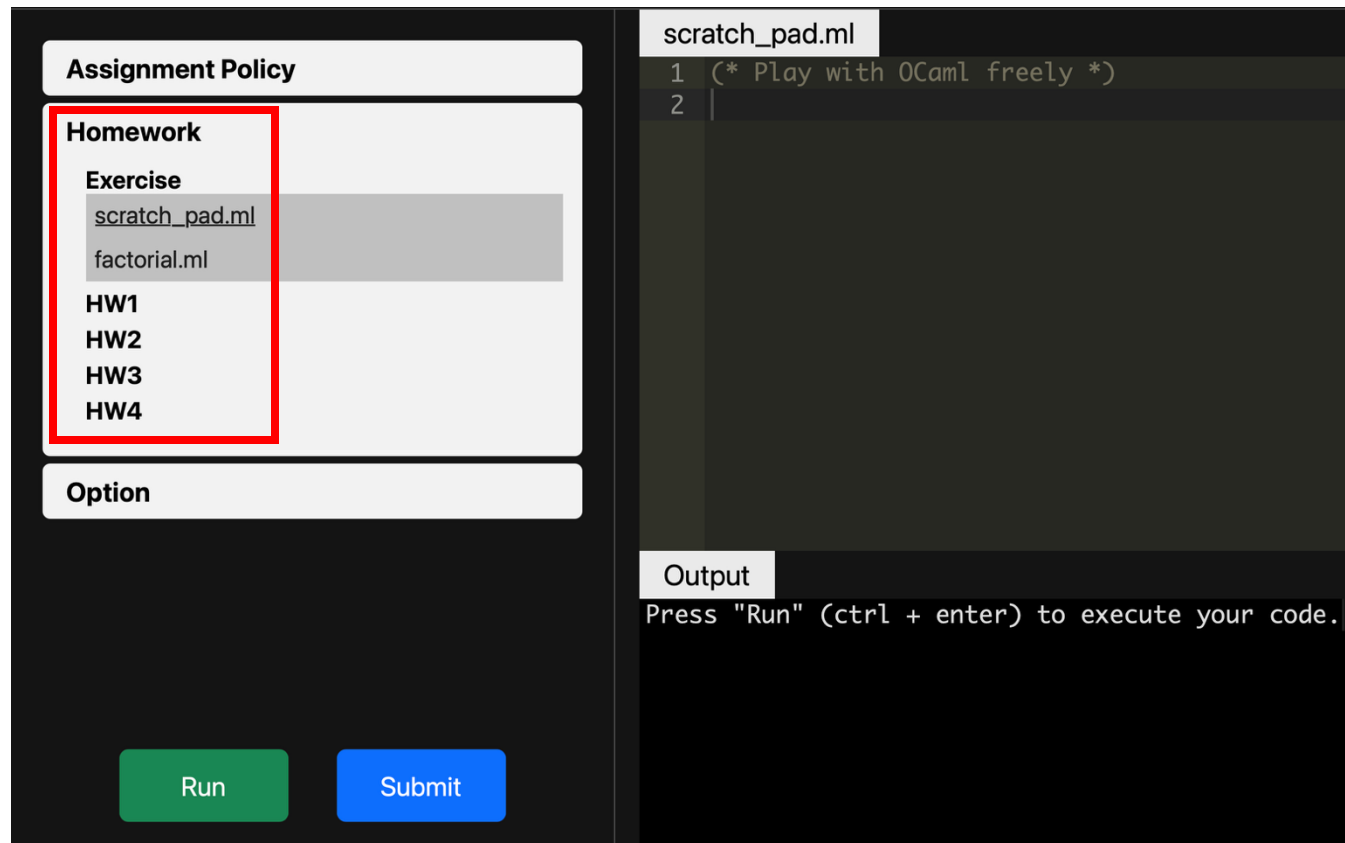 Assignment Policy
Homework
Exercise
scratch_pad.ml
factorial.ml
HW1
HW2
HW3
HW4
Option
Run
Submit
scratch_pad.ml
1 (* Play with OCaml freely *)
2
Output
Press "Run" (ctrl + enter) to execute your code.